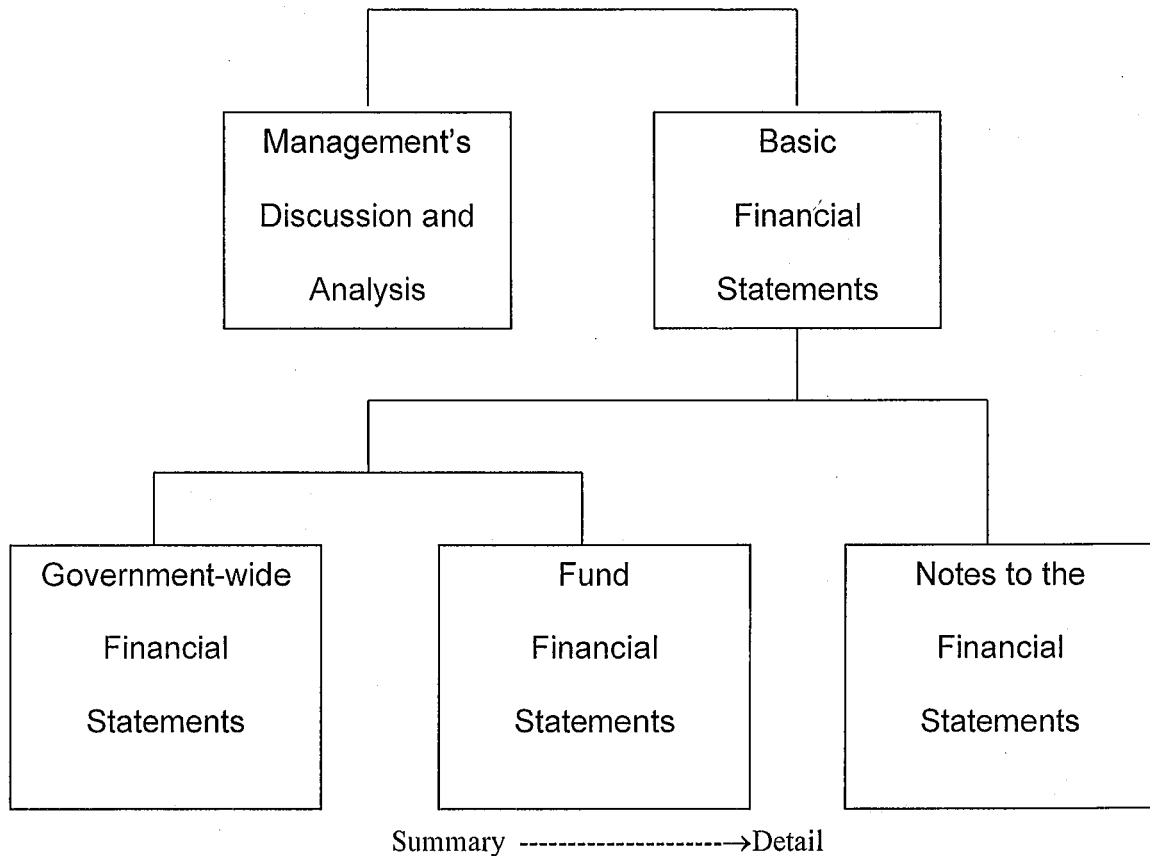 Management's
Discussion and
Analysis
Basic
Financial
Statements
Government-wide
Financial
Statements
Fund
Financial
Statements
Notes to the
Financial
Statements
Summary ----------------------→Detail